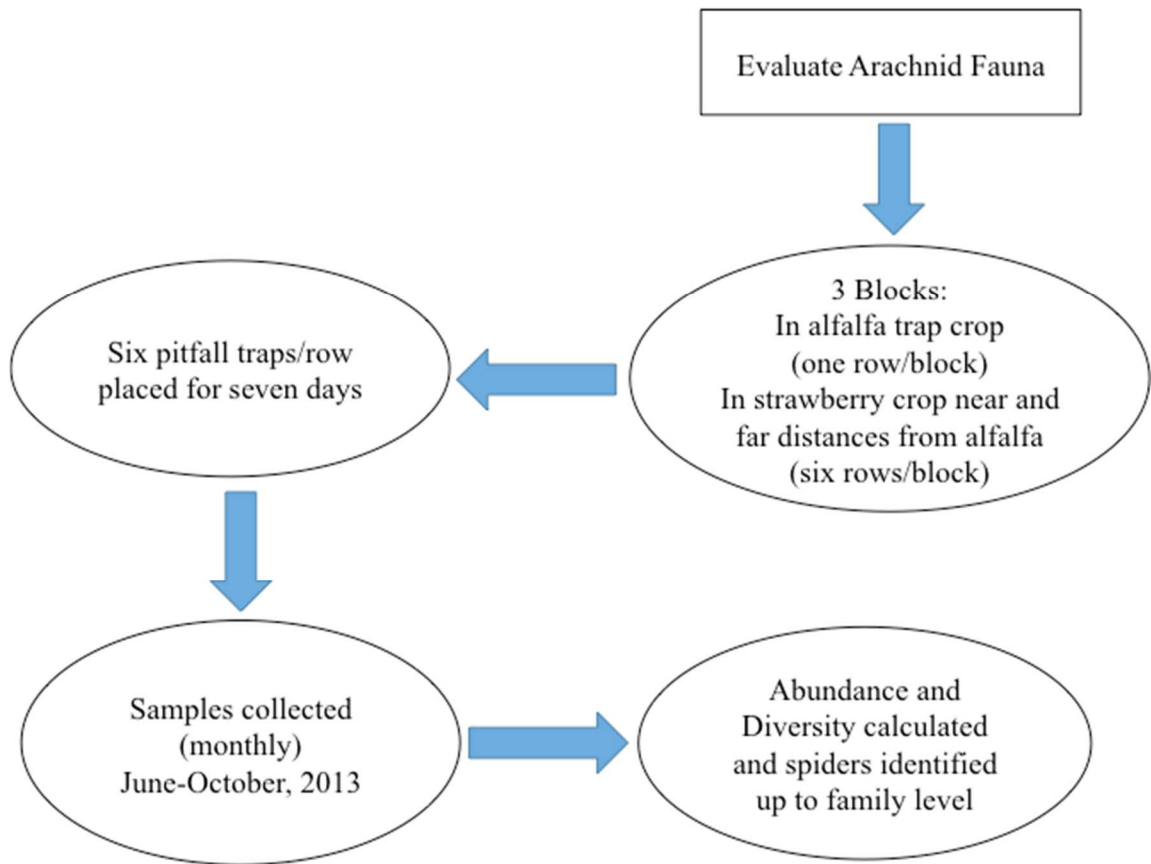 Evaluate Arachnid Fauna
3 Blocks:
In alfalfa trap crop
(one row/block)
In strawberry crop near and
far distances from alfalfa
(six rows/block)
Six pitfall traps/row
placed for seven days
Samples collected
(monthly)
June-October, 2013
Abundance and
Diversity calculated
and spiders identified
up to family level